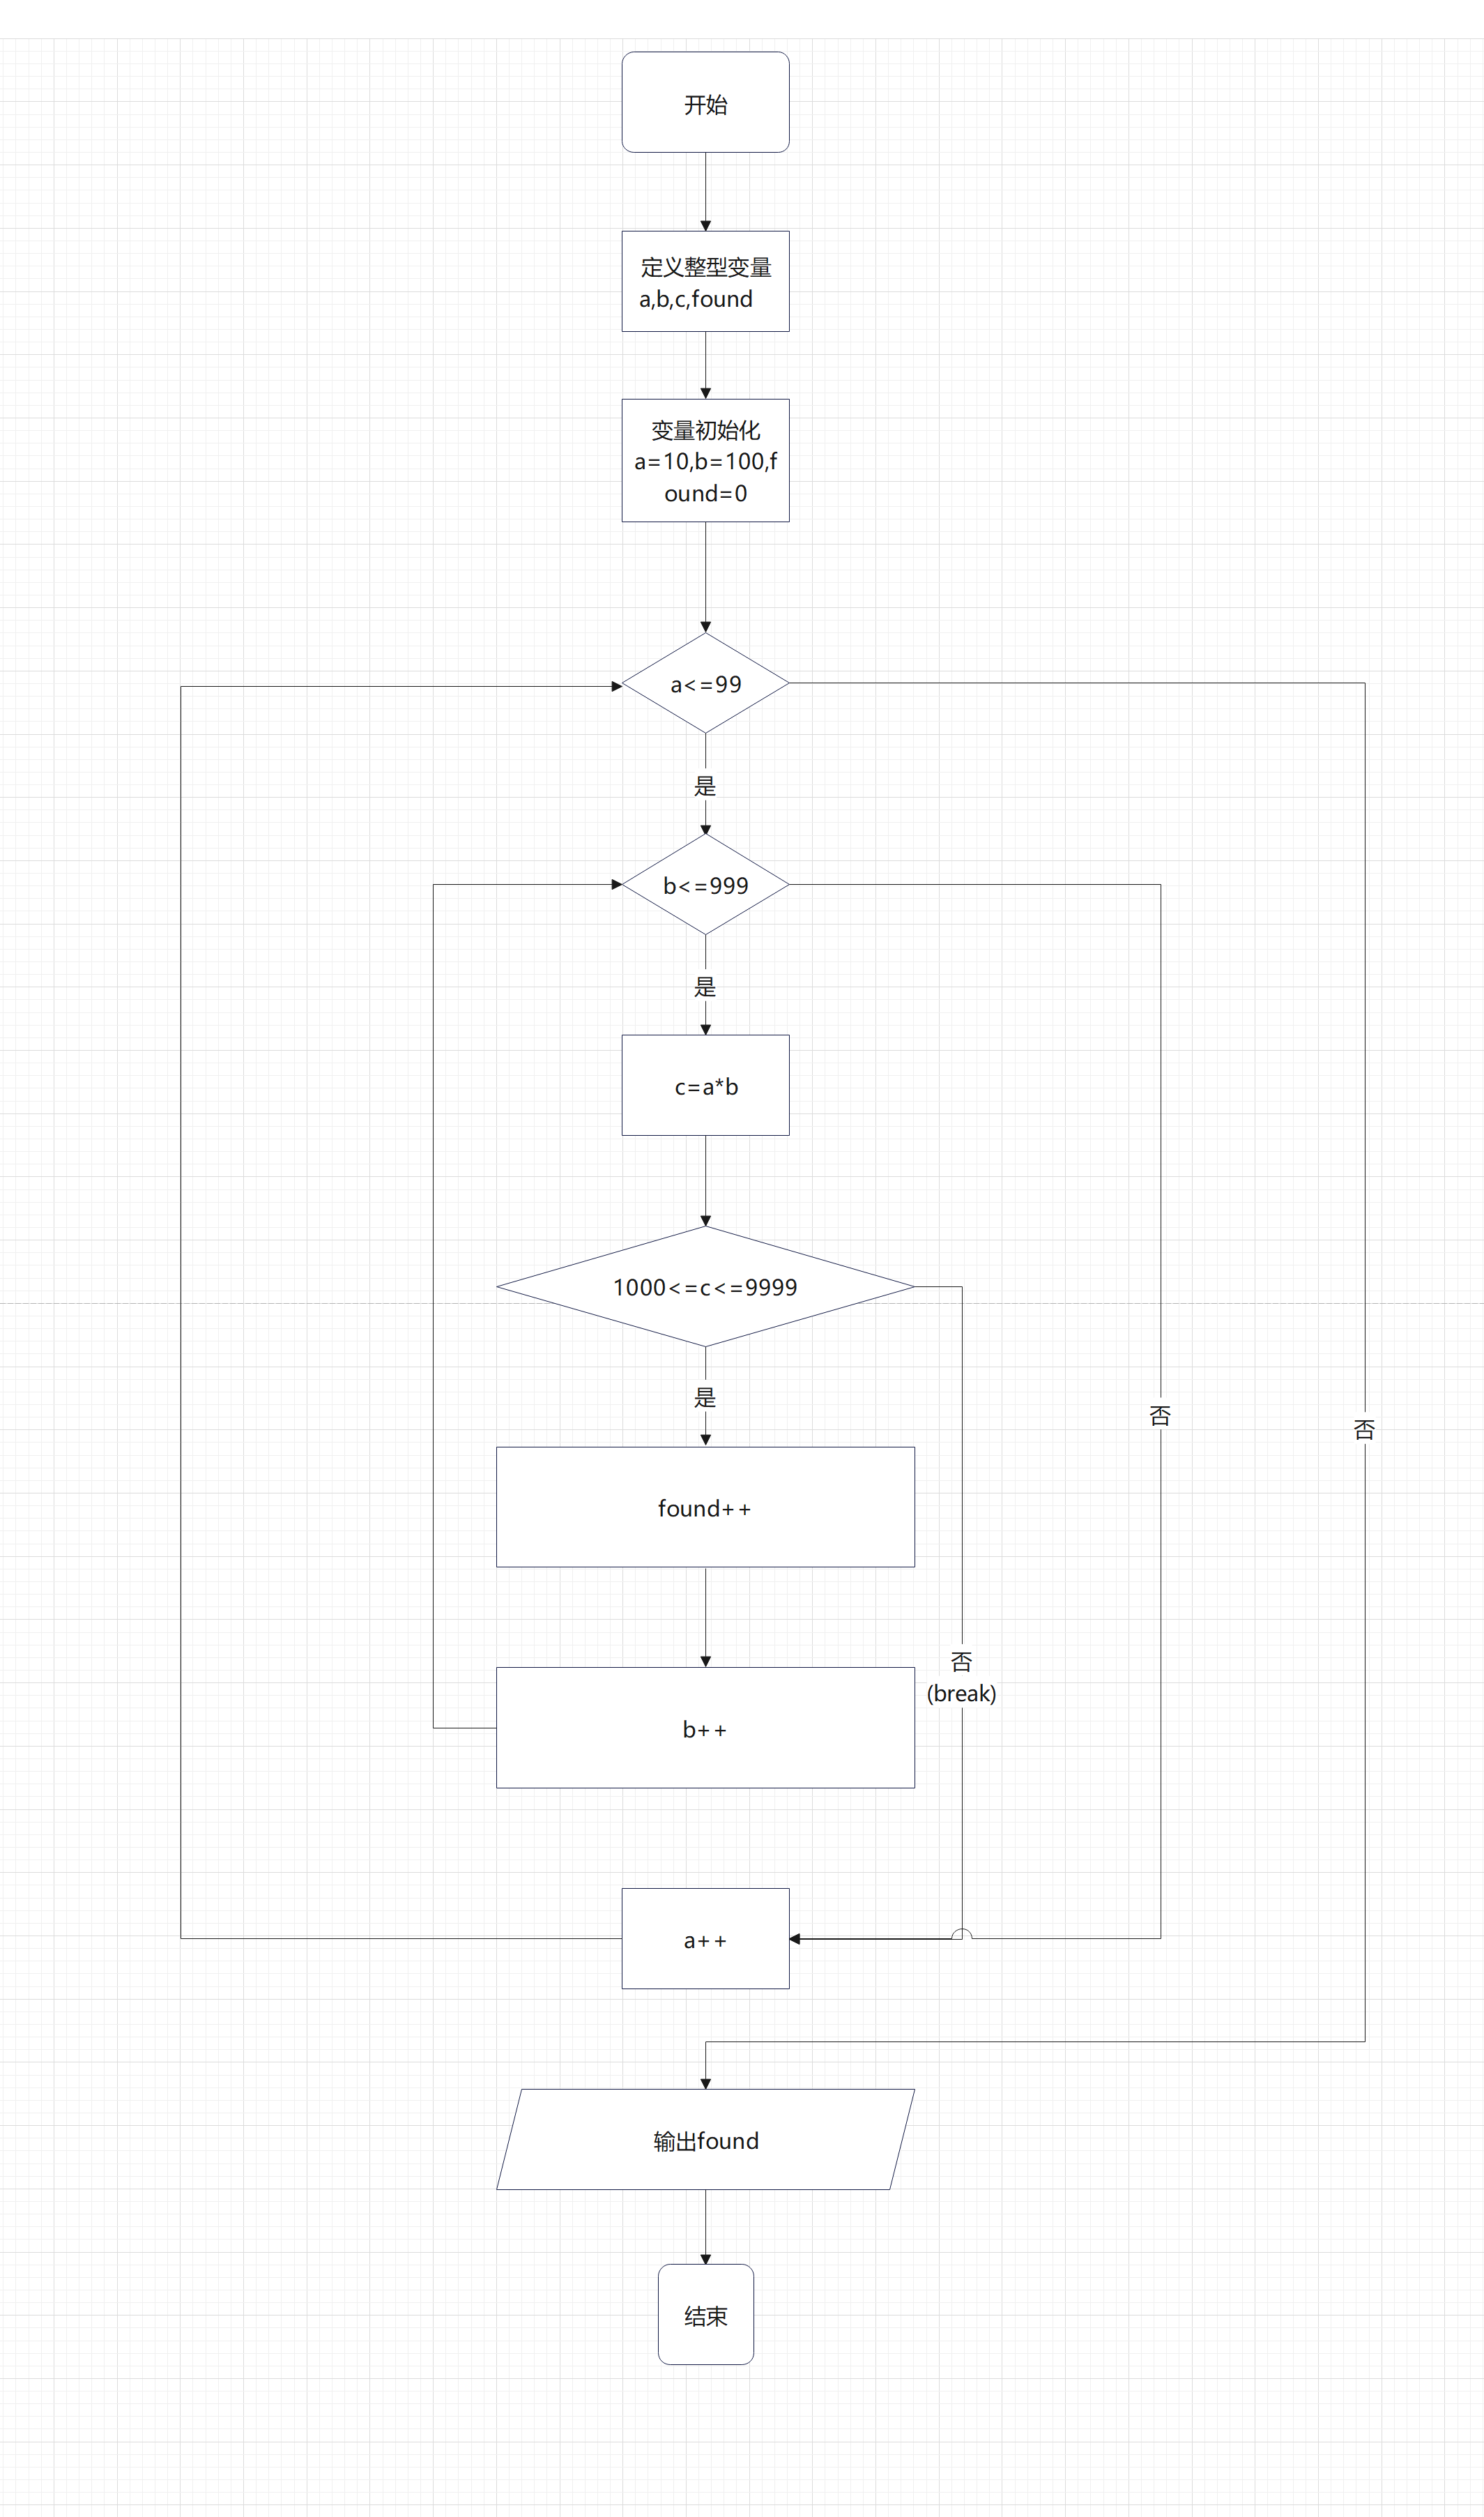 开始
定义整型变量
a,b,c,found
变量初始化
a=10,b=100,f
ound=0
a<=99
是
b<=999
是
c=a*b
1000<=c<=9999
是
否
否
found++
否
(break)
b++
a++
输出found
结束